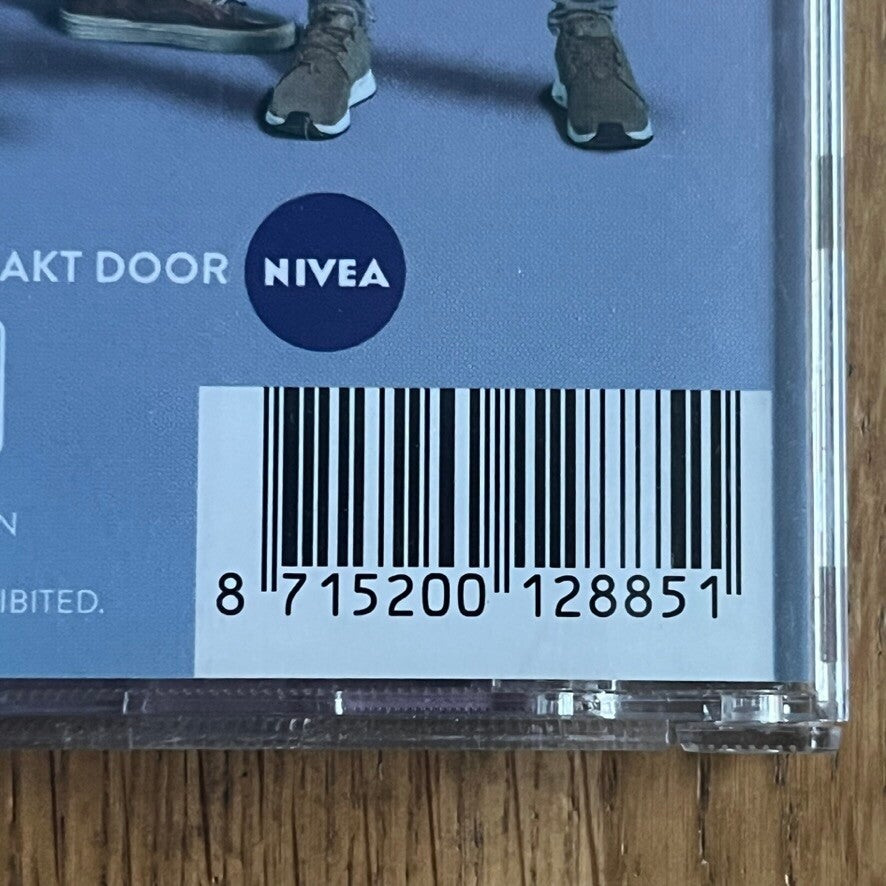 AKT DOOR NIVEA
N
IBITED.
8 715200 128851